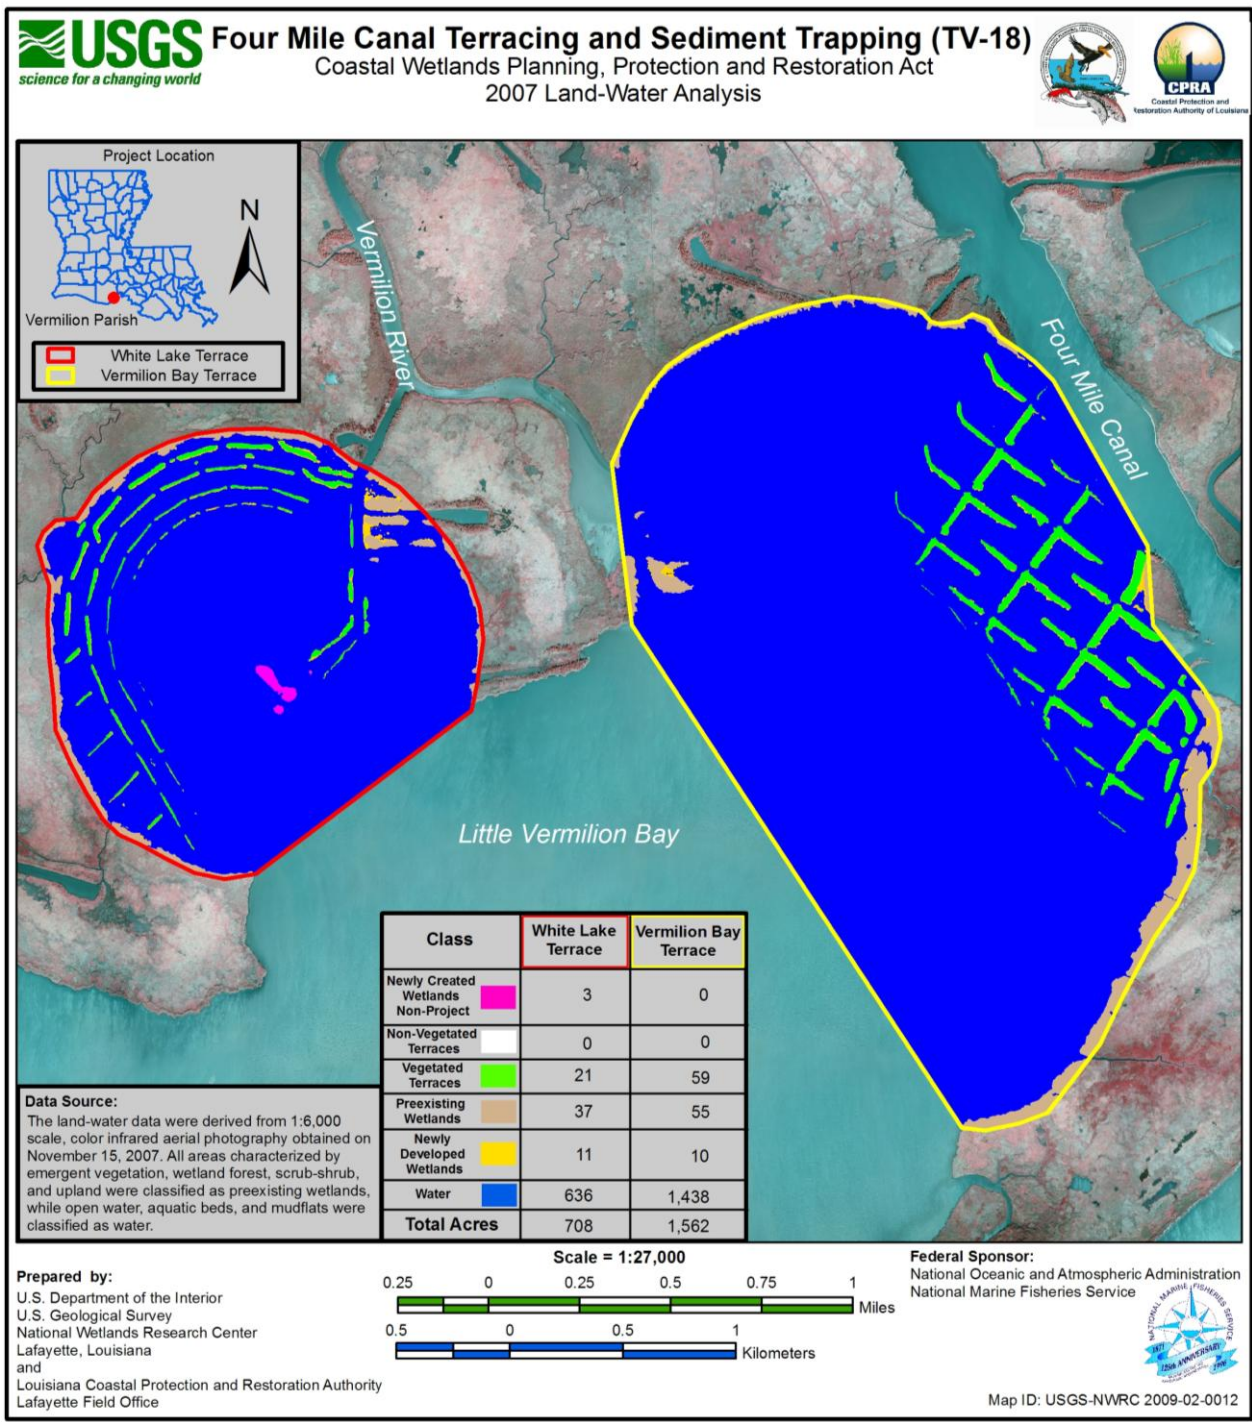 USGS
science for a changing world
Four Mile Canal Terracing and Sediment Trapping (TV-18)
Coastal Wetlands Planning, Protection and Restoration Act
2007 Land-Water Analysis
CPRA
Coastal Protection and
Restoration Authority of Louisiana
Project Location
N
Vermilion Parish
White Lake Terrace
Vermilion Bay Terrace
Vermilion River
Four Mile Canal
Little Vermilion Bay
Class White Lake Terrace Vermilion Bay Terrace
Newly Created Wetlands Non-Project 3 0
Non-Vegetated Terraces 0 0
Vegetated Terraces 21 59
Preexisting Wetlands 37 55
Newly Developed Wetlands 11 10
Water 636 1,438
Total Acres 708 1,562
Data Source:
The land-water data were derived from 1:6,000
scale, color infrared aerial photography obtained on
November 15, 2007. All areas characterized by
emergent vegetation, wetland forest, scrub-shrub,
and upland were classified as preexisting wetlands,
while open water, aquatic beds, and mudflats were
classified as water.
Prepared by:
U.S. Department of the Interior
U.S. Geological Survey
National Wetlands Research Center
Lafayette, Louisiana
and
Louisiana Coastal Protection and Restoration Authority
Lafayette Field Office
Scale = 1:27,000
0.25 0 0.25 0.5 0.75 1
Miles
0.5 0 0.5 1
Kilometers
Federal Sponsor:
National Oceanic and Atmospheric Administration
National Marine Fisheries Service
NATIONAL MARINE FISHERIES SERVICE
125th ANNIVERSARY
Map ID: USGS-NWRC 2009-02-0012